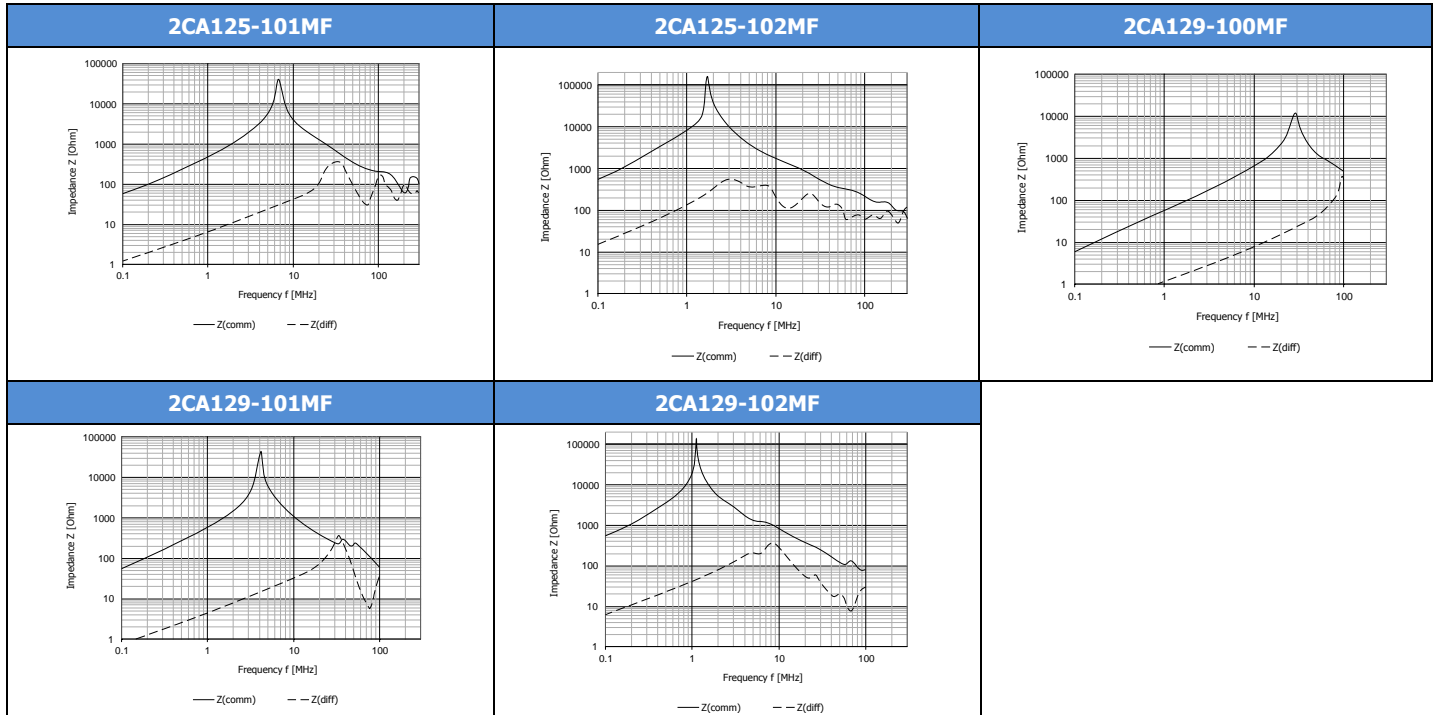 2CA125-101MF
2CA125-102MF
2CA129-100MF
Impedance Z [Ohm]
100000
10000
1000
100
10
1
0.1
1
10
100
Frequency f [MHz]
Z(comm)
Z(diff)
Impedance Z [Ohm]
100000
10000
1000
100
10
1
0.1
1
10
100
Frequency f [MHz]
Z(comm)
Z(diff)
Impedance Z [Ohm]
100000
10000
1000
100
10
1
0.1
1
10
100
Frequency f [MHz]
Z(comm)
Z(diff)
2CA129-101MF
2CA129-102MF
Impedance Z [Ohm]
100000
10000
1000
100
10
1
0.1
1
10
100
Frequency f [MHz]
Z(comm)
Z(diff)
Impedance Z [Ohm]
100000
10000
1000
100
10
1
0.1
1
10
100
Frequency f [MHz]
Z(comm)
Z(diff)